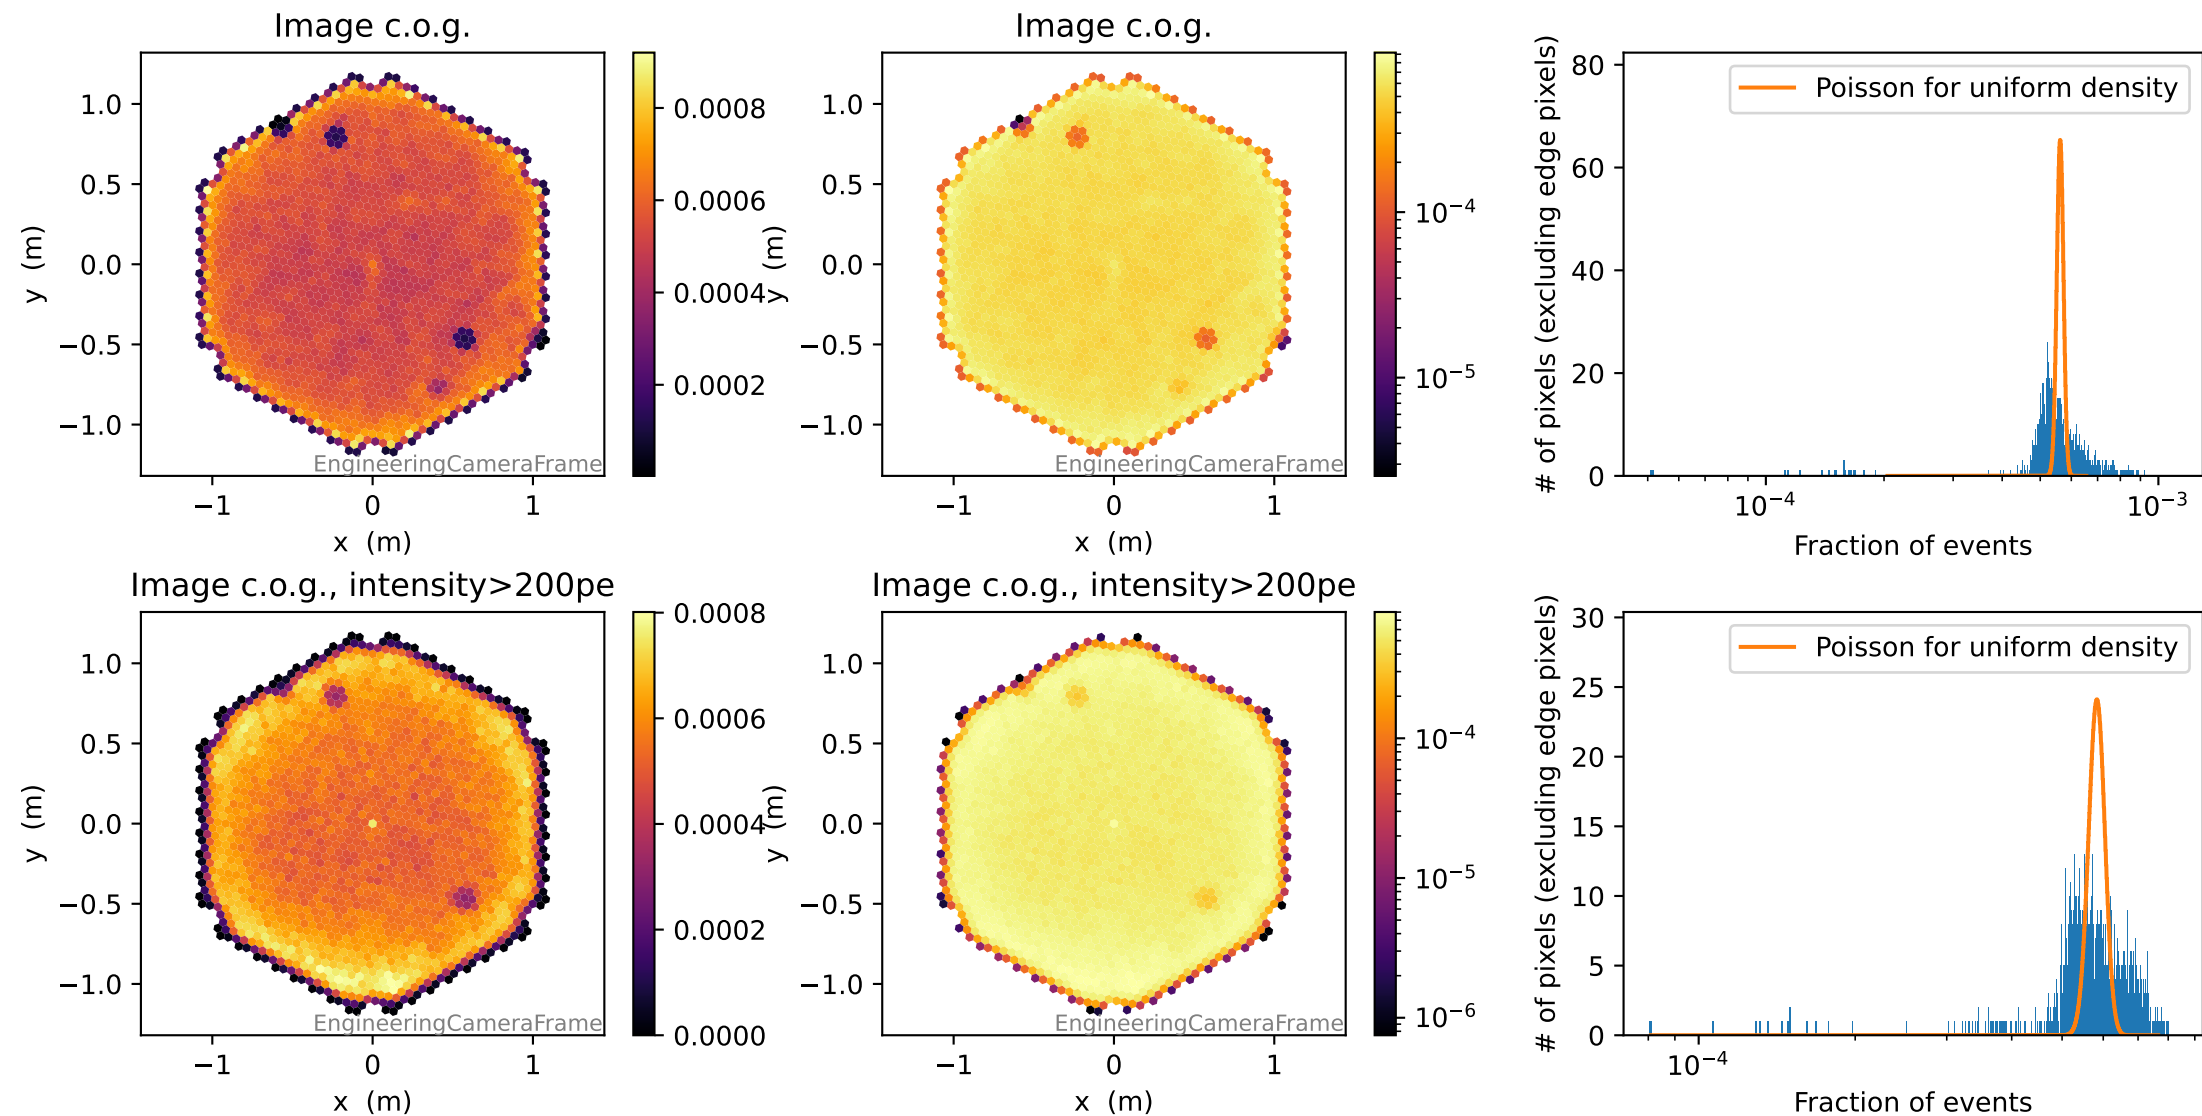 Image c.o.g.
y (m)
1.0
0.5
0.0
−0.5
−1.0
EngineeringCameraFrame
−1
0
1
x (m)
0.0008
0.0006
0.0004
0.0002
Image c.o.g.
y (m)
1.0
0.5
0.0
−0.5
−1.0
EngineeringCameraFrame
−1
0
1
x (m)
10⁻⁴
10⁻⁵
# of pixels (excluding edge pixels)
80
60
40
20
0
Poisson for uniform density
10⁻⁴
10⁻³
Fraction of events
Image c.o.g., intensity>200pe
y (m)
1.0
0.5
0.0
−0.5
−1.0
EngineeringCameraFrame
−1
0
1
x (m)
0.0008
0.0006
0.0004
0.0002
0.0000
Image c.o.g., intensity>200pe
y (m)
1.0
0.5
0.0
−0.5
−1.0
EngineeringCameraFrame
−1
0
1
x (m)
10⁻⁴
10⁻⁵
10⁻⁶
# of pixels (excluding edge pixels)
30
25
20
15
10
5
0
Poisson for uniform density
10⁻⁴
Fraction of events